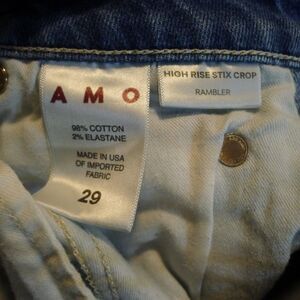 AMO
98% COTTON
2% ELASTANE
MADE IN USA
OF IMPORTED
FABRIC
29
HIGH RISE STIX CROP
RAMBLER